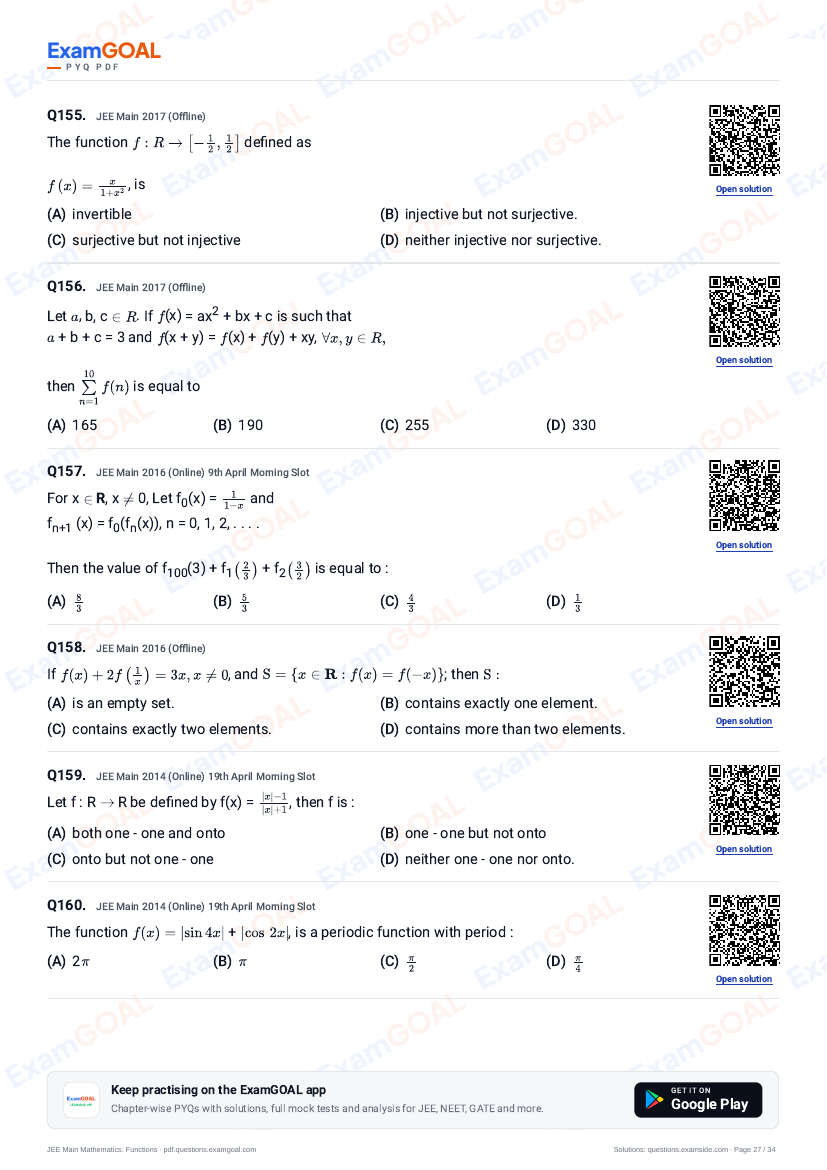 ExamGOAL
PYQ PDF
Q155. JEE Main 2017 (Offline)
The function f : R → [−1/2, 1/2] defined as
f (x) = x/(1+x²), is
(A) invertible
(B) injective but not surjective.
(C) surjective but not injective
(D) neither injective nor surjective.
Open solution
Q156. JEE Main 2017 (Offline)
Let a, b, c ∈ R. If f(x) = ax² + bx + c is such that
a + b + c = 3 and f(x + y) = f(x) + f(y) + xy, ∀x, y ∈ R,
then ∑_{n=1}^{10} f(n) is equal to
(A) 165
(B) 190
(C) 255
(D) 330
Open solution
Q157. JEE Main 2016 (Online) 9th April Morning Slot
For x ∈ R, x ≠ 0, Let f₀(x) = 1/(1−x) and
fₙ₊₁ (x) = f₀(fₙ(x)), n = 0, 1, 2, . . . .
Then the value of f₁₀₀(3) + f₁(2/3) + f₂(3/2) is equal to :
(A) 8/3
(B) 5/3
(C) 4/3
(D) 1/3
Open solution
Q158. JEE Main 2016 (Offline)
If f(x) + 2f (1/x) = 3x, x ≠ 0, and S = {x ∈ R : f(x) = f(−x)}; then S :
(A) is an empty set.
(B) contains exactly one element.
(C) contains exactly two elements.
(D) contains more than two elements.
Open solution
Q159. JEE Main 2014 (Online) 19th April Morning Slot
Let f : R → R be defined by f(x) = (|x|−1)/(|x|+1), then f is :
(A) both one - one and onto
(B) one - one but not onto
(C) onto but not one - one
(D) neither one - one nor onto.
Open solution
Q160. JEE Main 2014 (Online) 19th April Morning Slot
The function f(x) = |sin 4x| + |cos 2x|, is a periodic function with period :
(A) 2π
(B) π
(C) π/2
(D) π/4
Open solution
Keep practising on the ExamGOAL app
Chapter-wise PYQs with solutions, full mock tests and analysis for JEE, NEET, GATE and more.
GET IT ON
Google Play
JEE Main Mathematics: Functions · pdf.questions.examgoal.com
Solutions: questions.examside.com · Page 27 / 34